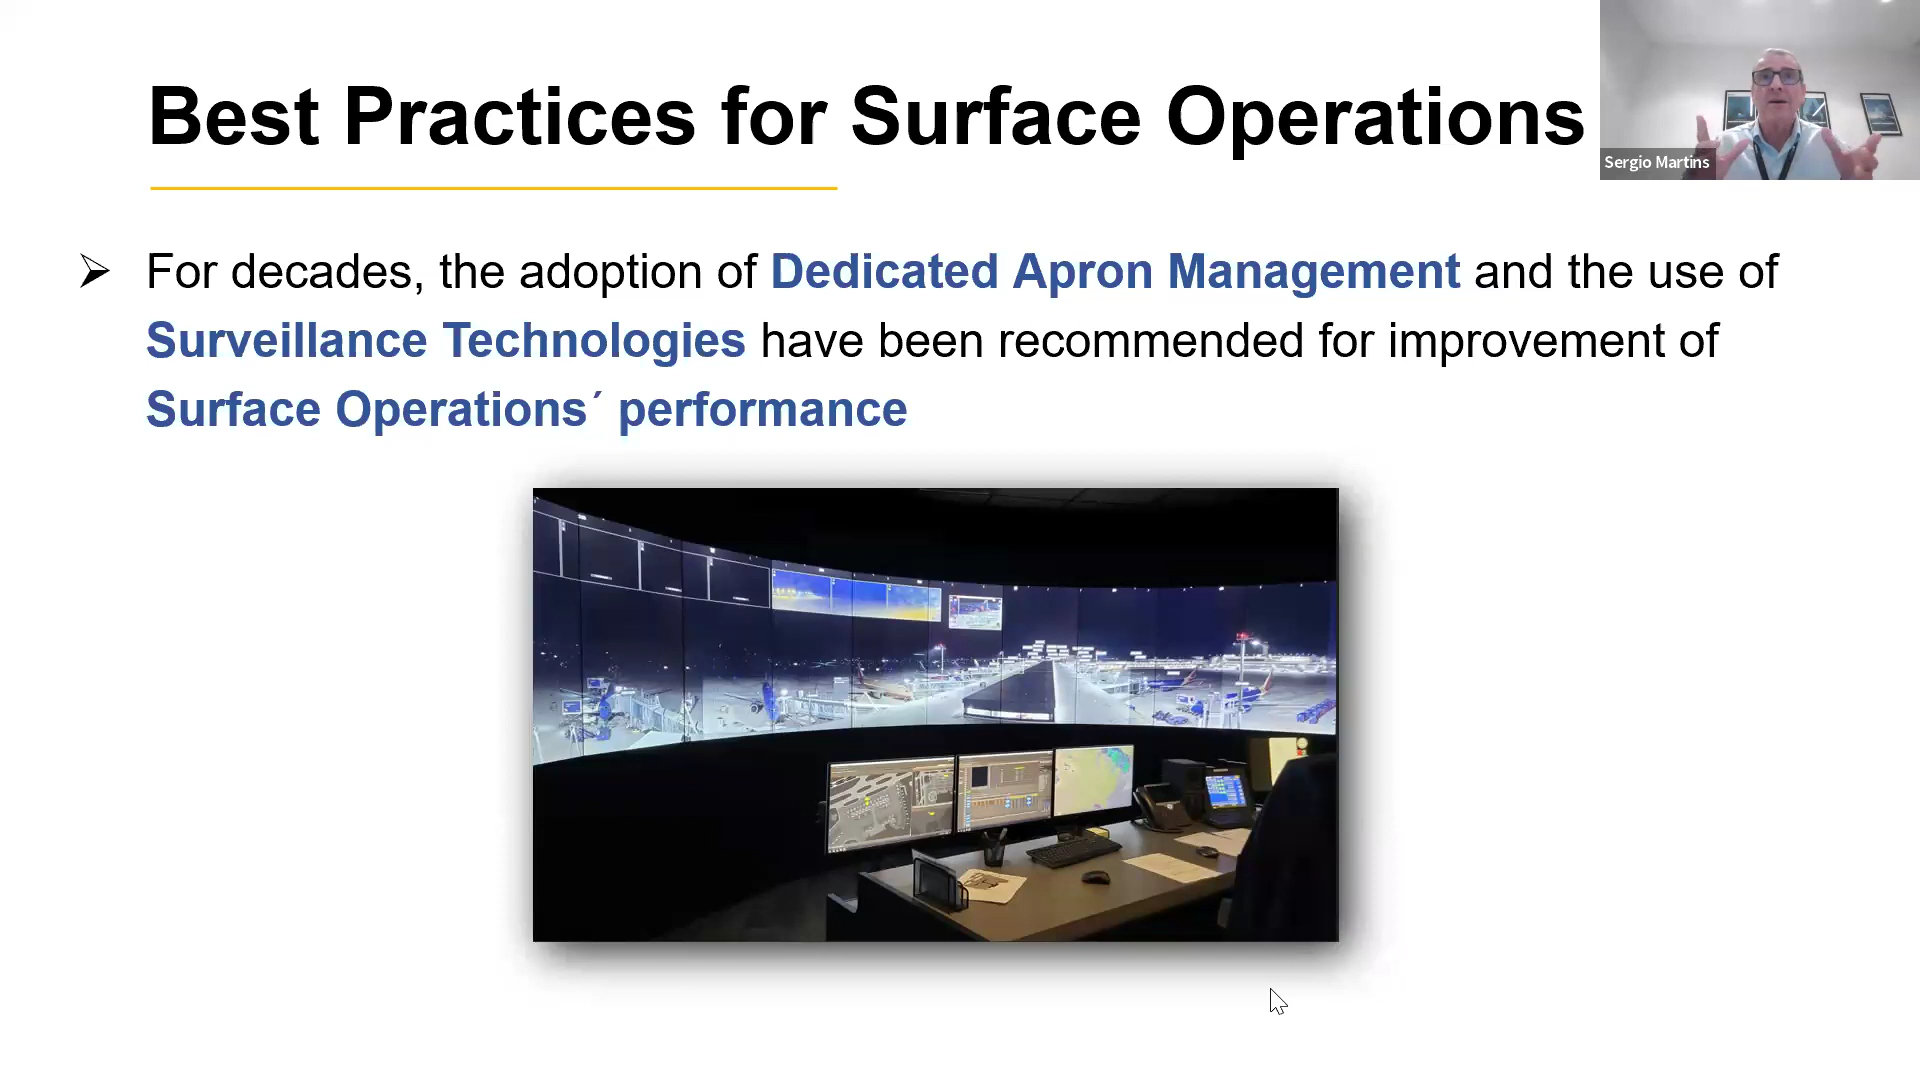 Best Practices for Surface Operations
Sergio Martins
➢ For decades, the adoption of Dedicated Apron Management and the use of
Surveillance Technologies have been recommended for improvement of
Surface Operations´ performance